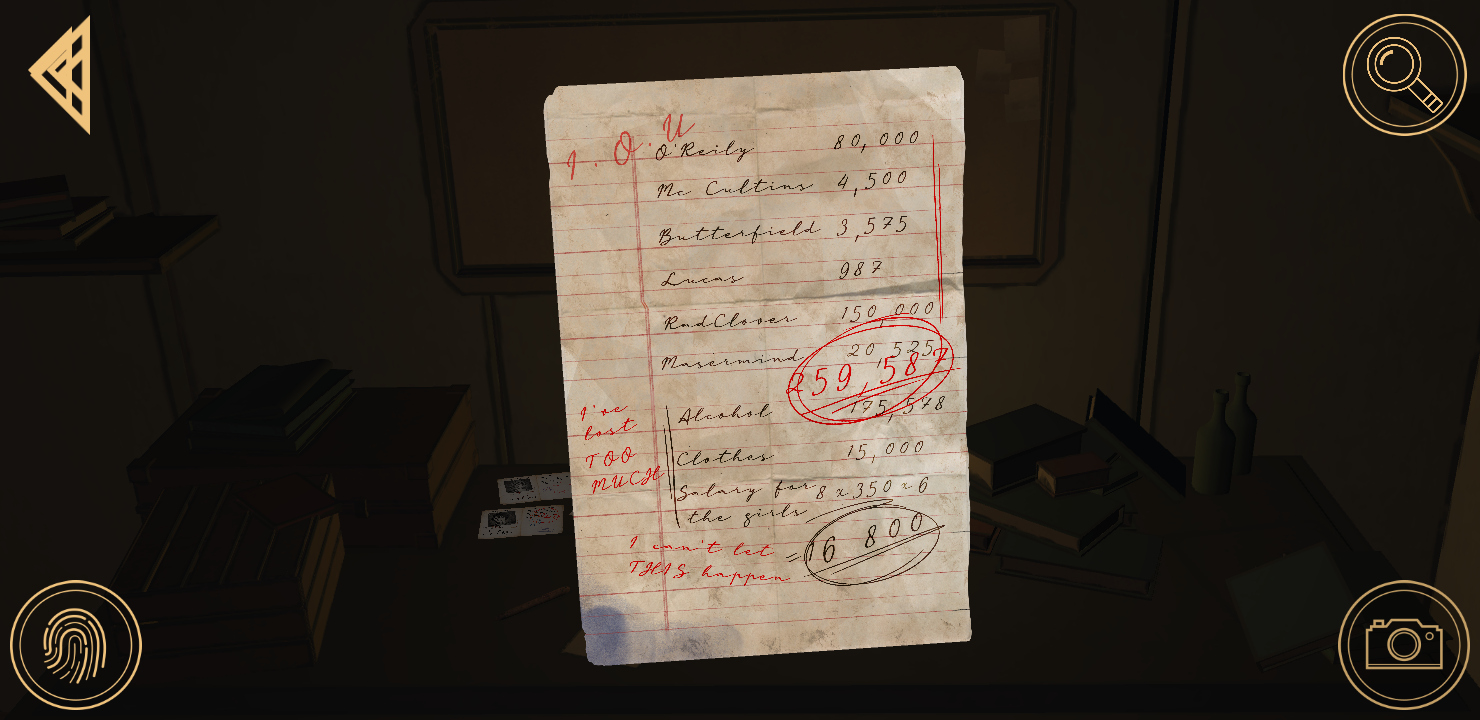 I.O.U
O'Reily 80,000
Mc Cultins 4,500
Butterfield 3,575
Lucas 987
RadClover 150,000
Masermind 20 525
259,587
Alcohol 175,578
Clothes 15,000
Salary for 8 x 350 x 6
the girls
= 16 800
I've
lost
TOO
MUCH
I can't let
THIS happen